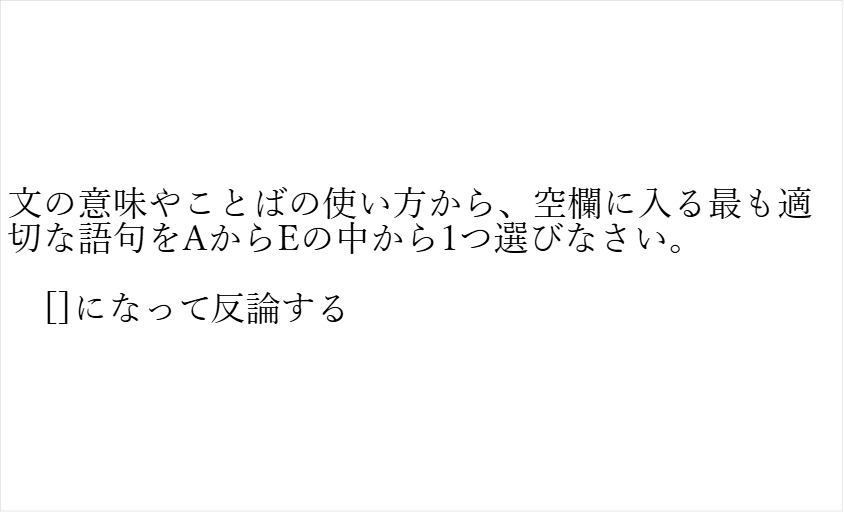 文の意味やことばの使い方から、空欄に入る最も適
切な語句をAからEの中から1つ選びなさい。
[]になって反論する